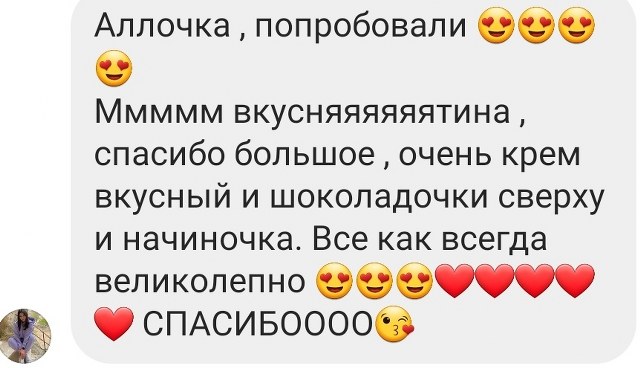 Аллочка , попробовали 😍😍😍
😍
Ммммм вкусняяяяяятина ,
спасибо большое , очень крем
вкусный и шоколадочки сверху
и начиночка. Все как всегда
великолепно 😍😍😍❤️❤️❤️❤️
❤️ СПАСИБОООО😘